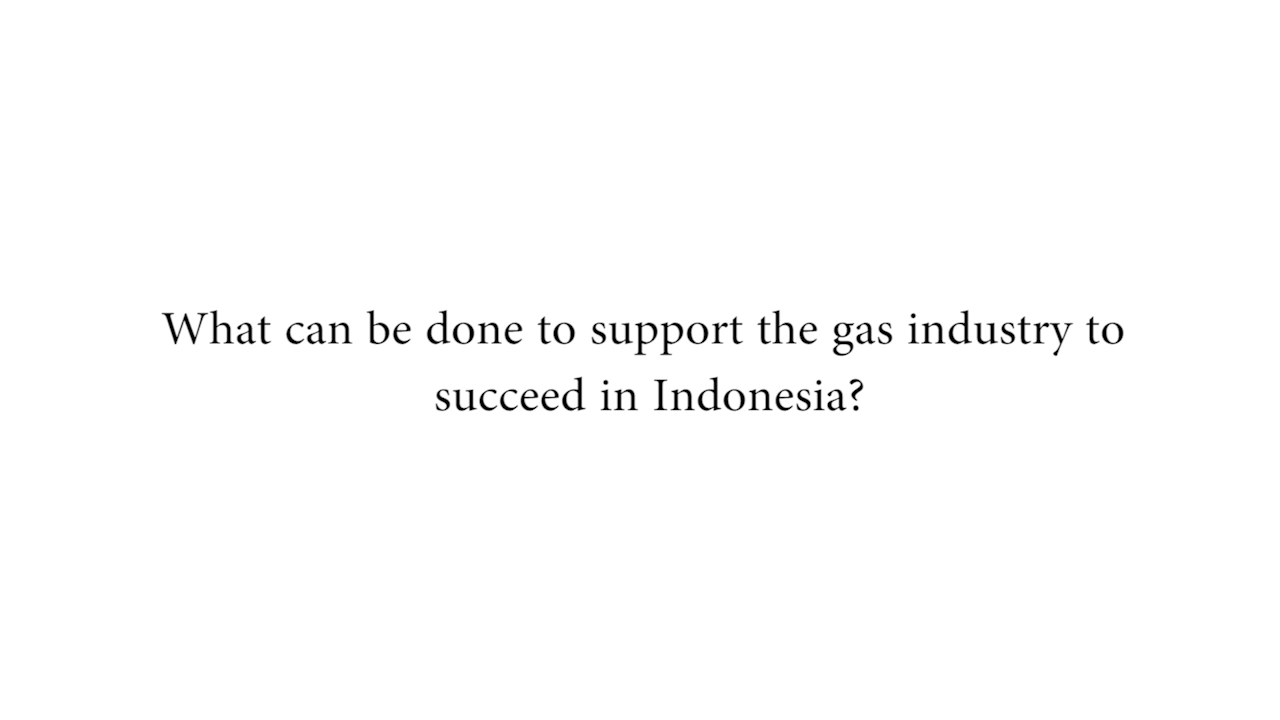 What can be done to support the gas industry to
succeed in Indonesia?